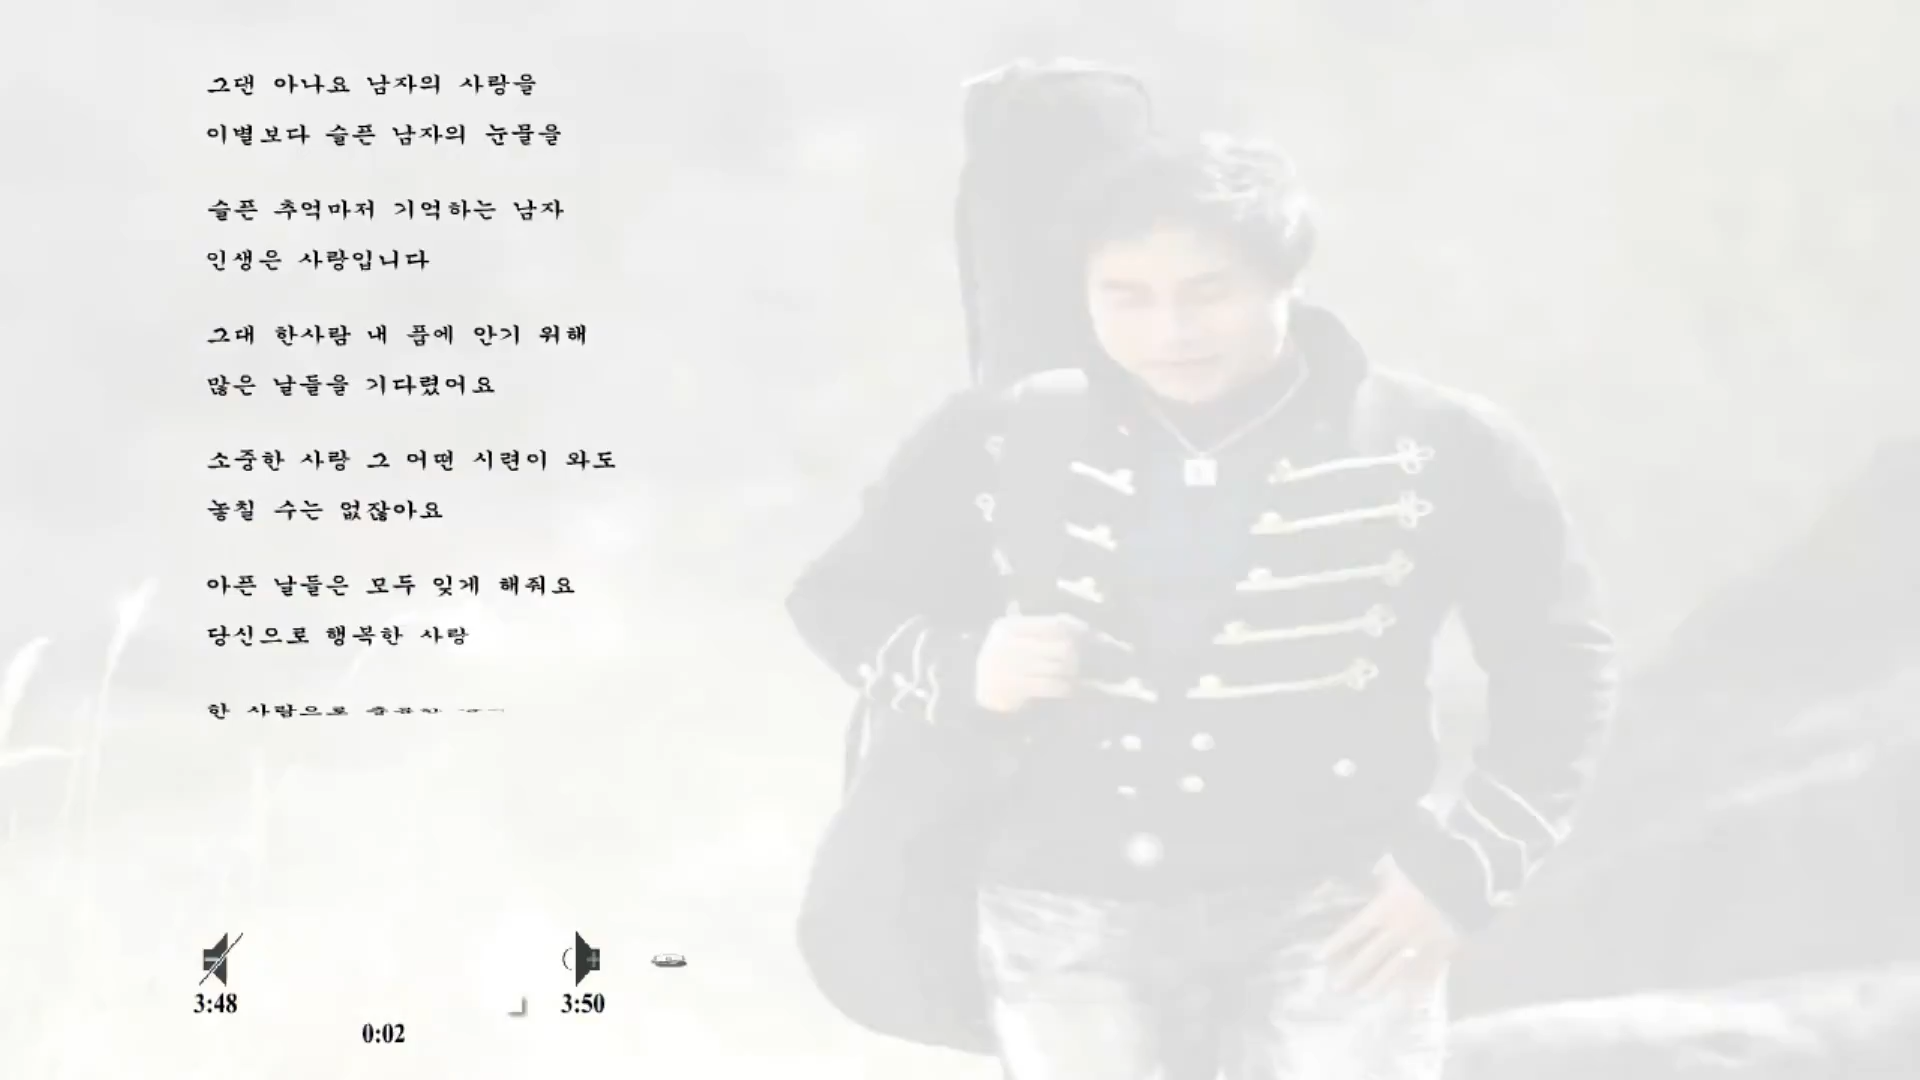 그댄 아나요 남자의 사랑을
이별보다 슬픈 남자의 눈물을
슬픈 추억마저 기억하는 남자
인생은 사랑입니다
그대 한사람 내 품에 안기 위해
많은 날들을 기다렸어요
소중한 사랑 그 어떤 시련이 와도
놓칠 수는 없잖아요
아픈 날들은 모두 잊게 해줘요
당신으로 행복한 사랑
한 사람으로
3:48
3:50
0:02